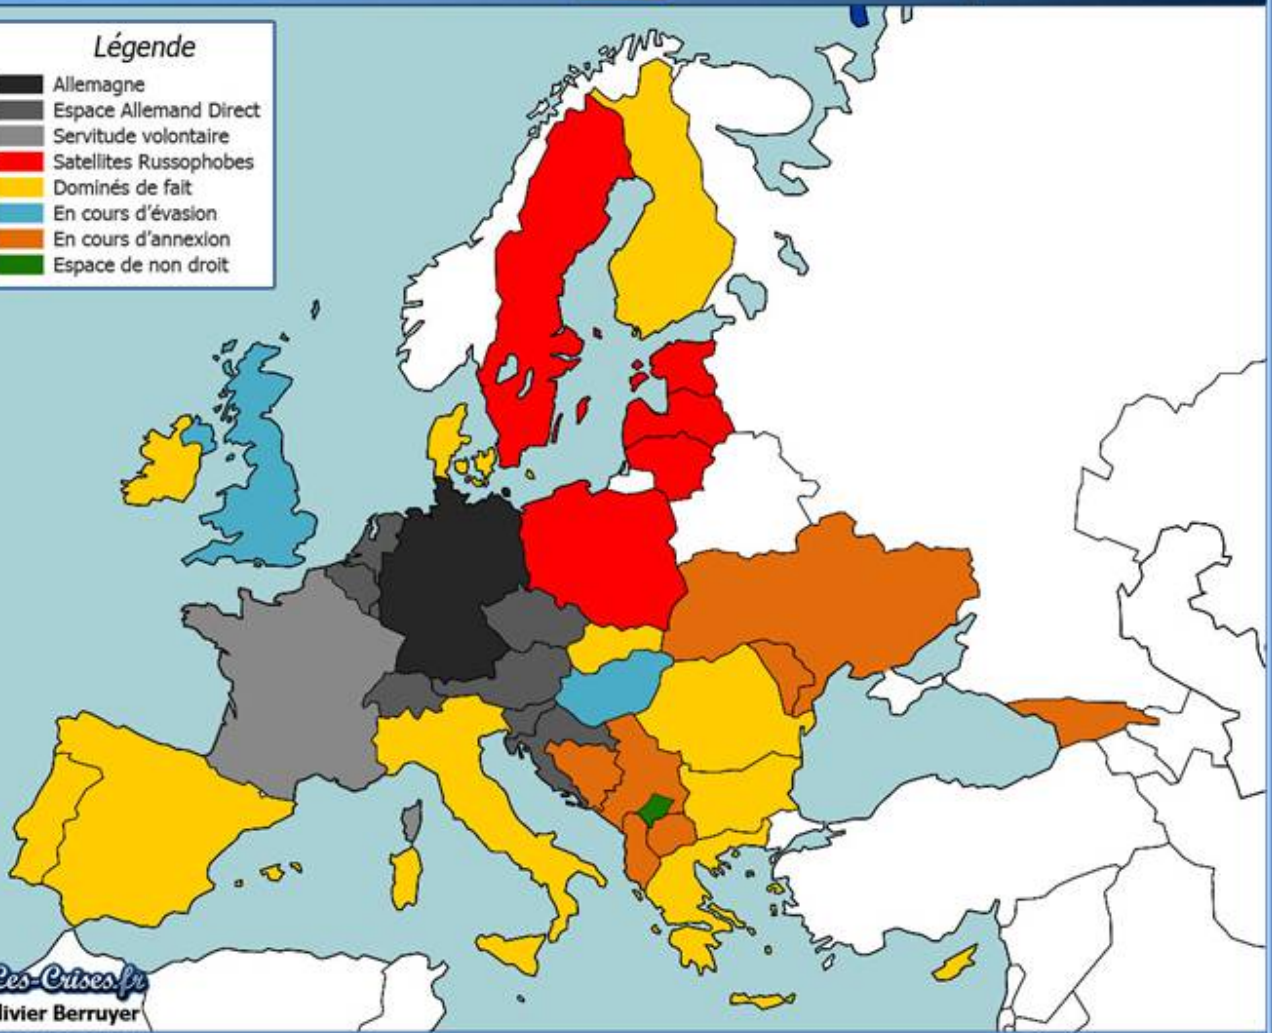 Légende
Allemagne
Espace Allemand Direct
Servitude volontaire
Satellites Russophobes
Dominés de fait
En cours d'évasion
En cours d'annexion
Espace de non droit
Les-Crises.fr
livier Berruyer